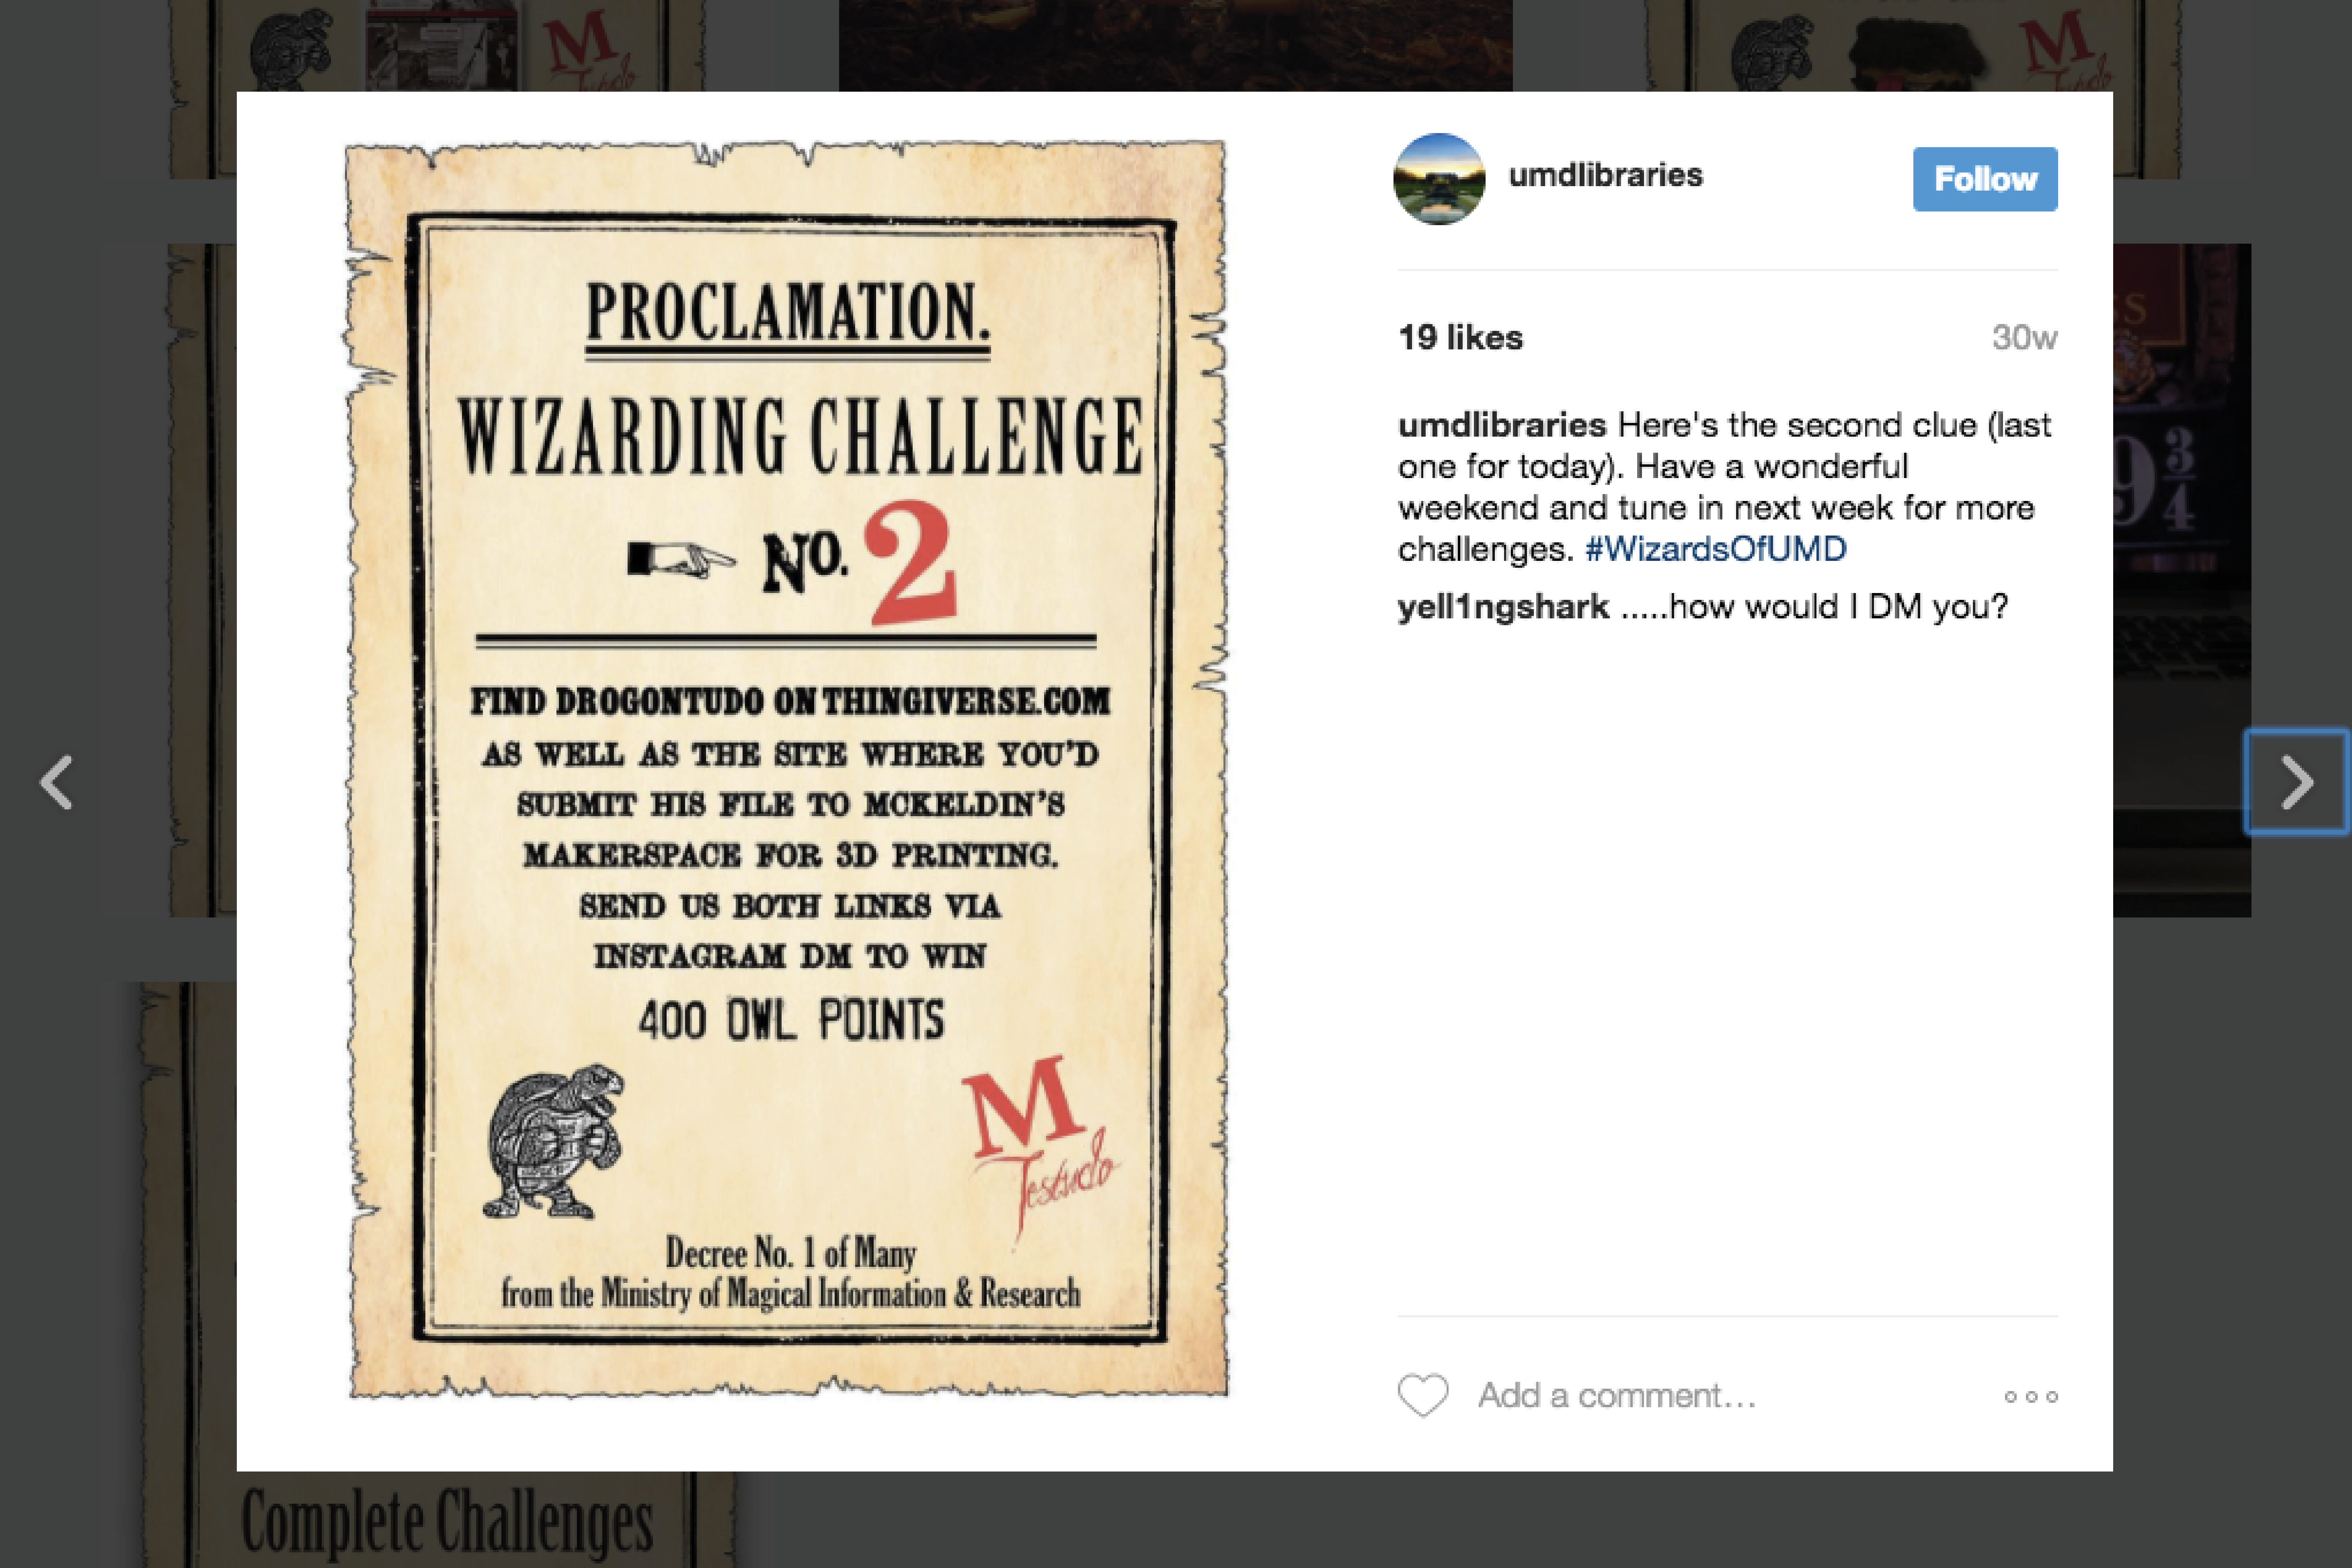 M
Testudo
M
Testudo
PROCLAMATION.
WIZARDING CHALLENGE
NO. 2
FIND DROGONTUDO ON THINGIVERSE.COM
AS WELL AS THE SITE WHERE YOU'D
SUBMIT HIS FILE TO MCKELDIN'S
MAKERSPACE FOR 3D PRINTING.
SEND US BOTH LINKS VIA
INSTAGRAM DM TO WIN
400 OWL POINTS
M
Testudo
Decree No. 1 of Many
from the Ministry of Magical Information & Research
umdlibraries
Follow
19 likes
30w
umdlibraries Here's the second clue (last
one for today). Have a wonderful
weekend and tune in next week for more
challenges. #WizardsOfUMD
yell1ngshark .....how would I DM you?
Add a comment...
9 3/4
Complete Challenges